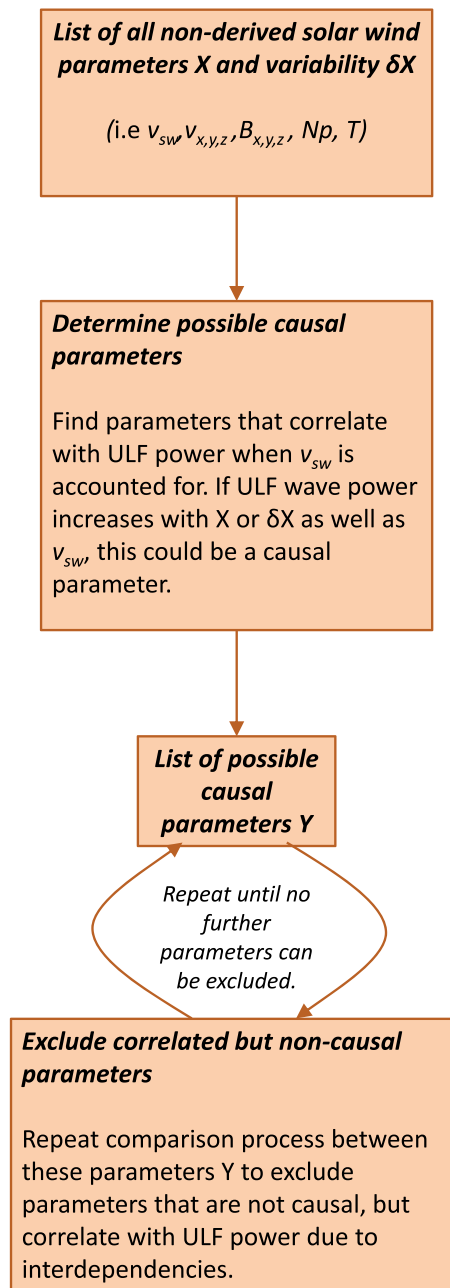 List of all non-derived solar wind
parameters X and variability δX
(i.e v_sw, v_x,y,z ,B_x,y,z , Np, T)
Determine possible causal
parameters
Find parameters that correlate
with ULF power when v_sw is
accounted for. If ULF wave power
increases with X or δX as well as
v_sw, this could be a causal
parameter.
List of possible
causal
parameters Y
Repeat until no
further
parameters can
be excluded.
Exclude correlated but non-causal
parameters
Repeat comparison process between
these parameters Y to exclude
parameters that are not causal, but
correlate with ULF power due to
interdependencies.